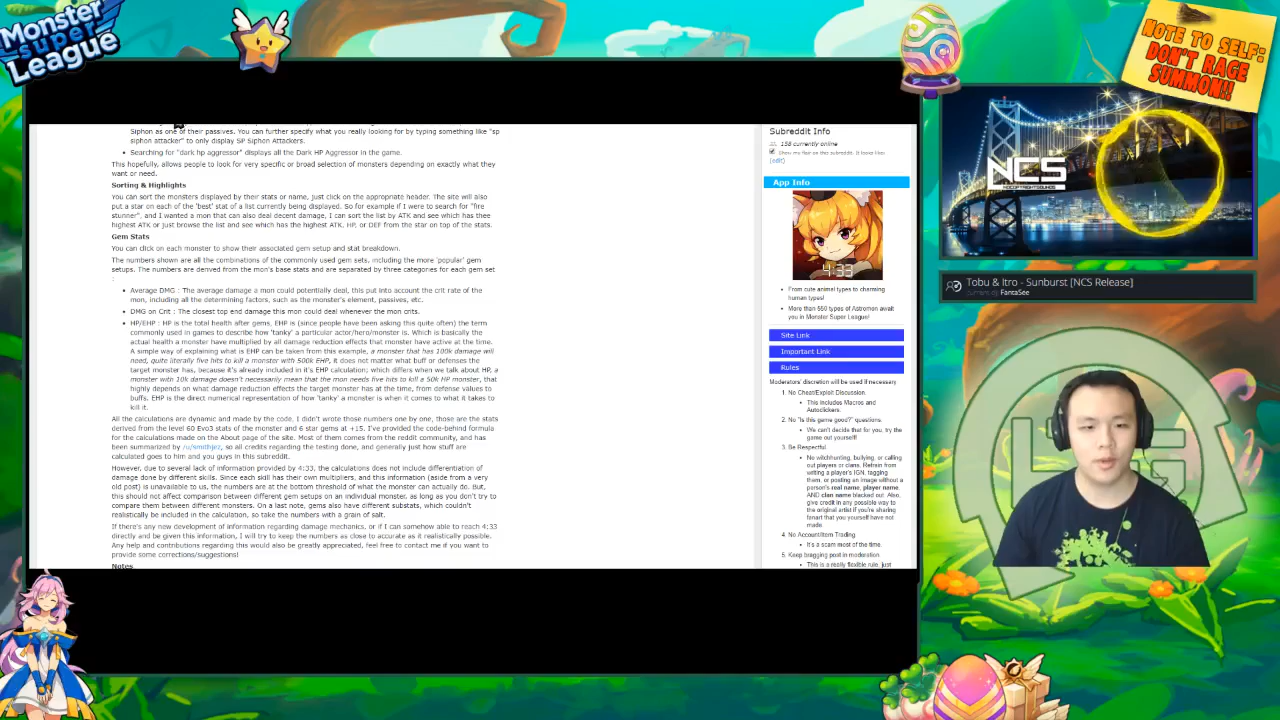 Monster
Super
League
NOTE TO SELF:
DON'T RAGE
SUMMON!!
Siphon as one of their passives. You can further specify what you really looking for by typing something like "sp
siphon attacker" to only display SP Siphon Attackers.
Searching for "dark hp aggressor" displays all the Dark HP Aggressor in the game.
This hopefully, allows people to look for very specific or broad selection of monsters depending on exactly what they
want or need.
Sorting & Highlights
You can sort the monsters displayed by their stats or name, just click on the appropriate header. The site will also
put a star on each of the 'best' stat of a list currently being displayed. So for example if I were to search for "fire
stunner", and I wanted a mon that can also deal decent damage, I can sort the list by ATK and see which has thee
highest ATK or just browse the list and see which has the highest ATK, HP, or DEF from the star on top of the stats.
Gem Stats
You can click on each monster to show their associated gem setup and stat breakdown.
The numbers shown are all the combinations of the commonly used gem sets, including the more 'popular' gem
setups. The numbers are derived from the mon's base stats and are separated by three categories for each gem set
:
Average DMG : The average damage a mon could potentially deal, this put into account the crit rate of the
mon, including all the determining factors, such as the monster's element, passives, etc.
DMG on Crit : The closest top end damage this mon could deal whenever the mon crits.
HP/EHP : HP is the total health after gems, EHP is (since people have been asking this quite often) the term
commonly used in games to describe how 'tanky' a particular actor/hero/monster is. Which is basically the
actual health a monster have multiplied by all damage reduction effects that monster have active at the time.
A simple way of explaining what is EHP can be taken from this example, a monster that has 100k damage will
need, quite literally five hits to kill a monster with 500k EHP, it does not matter what buff or defenses the
target monster has, because it's already included in it's EHP calculation; which differs when we talk about HP, a
monster with 10k damage doesn't necessarily mean that the mon needs five hits to kill a 50k HP monster, that
highly depends on what damage reduction effects the target monster has at the time, from defense values to
buffs. EHP is the direct numerical representation of how 'tanky' a monster is when it comes to what it takes to
kill it.
All the calculations are dynamic and made by the code. I didn't wrote those numbers one by one, those are the stats
derived from the level 60 Evo3 stats of the monster and 6 star gems at +15. I've provided the code-behind formula
for the calculations made on the About page of the site. Most of them comes from the reddit community, and has
been summarized by /u/smithjez, so all credits regarding the testing done, and generally just how stuff are
calculated goes to him and you guys in this subreddit.
However, due to several lack of information provided by 4:33, the calculations does not include differentiation of
damage done by different skills. Since each skill has their own multipliers, and this information (aside from a very
old post) is unavailable to us, the numbers are at the bottom threshold of what the monster can actually do. But,
this should not affect comparison between different gem setups on an individual monster, as long as you don't try to
compare them between different monsters. On a last note, gems also have different substats, which couldn't
realistically be included in the calculation, so take the numbers with a grain of salt.
If there's any new development of information regarding damage mechanics, or if I can somehow able to reach 4:33
directly and be given this information, I will try to keep the numbers as close to accurate as it realistically possible.
Any help and contributions regarding this would also be greatly appreciated, feel free to contact me if you want to
provide some corrections/suggestions!
Notes
Subreddit Info
158 currently online
Show my flair on this subreddit. It looks like:
(edit)
App Info
4:33
From cute animal types to charming
human types!
More than 550 types of Astromon await
you in Monster Super League!
Site Link
Important Link
Rules
Moderators' discretion will be used if necessary
1. No Cheat/Exploit Discussion
This includes Macros and
Autoclickers.
2. No "Is this game good?" questions.
We can't decide that for you, try the
game out yourself!
3. Be Respectful
No witchhunting, bullying, or calling
out players or clans. Refrain from
writing a player's IGN, tagging
them, or posting an image without a
person's real name, player name,
AND clan name blacked out. Also,
give credit in any possible way to
the original artist if you're sharing
fanart that you yourself have not
made
4. No Account/Item Trading.
It's a scam most of the time.
5. Keep bragging post in moderation
This is a really flexible rule, just
NCS
NOCOPYRIGHTSOUNDS
Tobu & Itro - Sunburst [NCS Release]
FantaSee